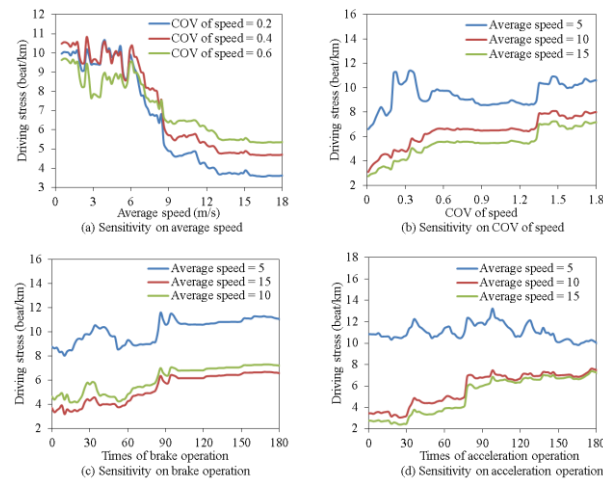 COV of speed = 0.2
COV of speed = 0.4
COV of speed = 0.6
Driving stress (beat/km)
12
11
10
9
8
7
6
5
4
3
0 3 6 9 12 15 18
Average speed (m/s)
(a) Sensitivity on average speed
Average speed = 5
Average speed = 10
Average speed = 15
Driving stress (beat/km)
16
14
12
10
8
6
4
2
0 0.3 0.6 0.9 1.2 1.5 1.8
COV of speed
(b) Sensitivity on COV of speed
Average speed = 5
Average speed = 15
Average speed = 10
Driving stress (beat/km)
16
14
12
10
8
6
4
2
0 30 60 90 120 150 180
Times of brake operation
(c) Sensitivity on brake operation
Average speed = 5
Average speed = 10
Average speed = 15
Driving stress (beat/km)
16
14
12
10
8
6
4
2
0 30 60 90 120 150 180
Times of acceleration operation
(d) Sensitivity on acceleration operation